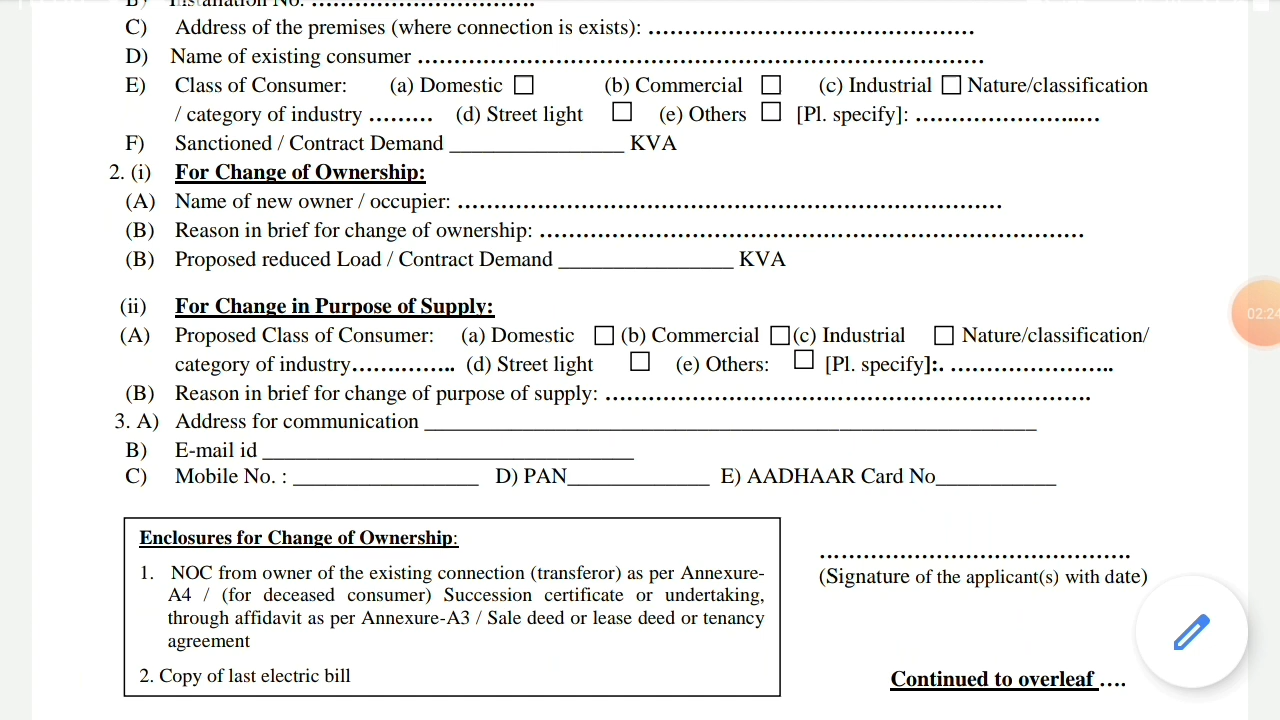 B) Installation No. ...............................
C) Address of the premises (where connection is exists): .............................................
D) Name of existing consumer ..............................................................................
E) Class of Consumer: (a) Domestic ☐ (b) Commercial ☐ (c) Industrial ☐ Nature/classification
/ category of industry ......... (d) Street light ☐ (e) Others ☐ [Pl. specify]: ..........................
F) Sanctioned / Contract Demand ________________ KVA
2. (i) For Change of Ownership:
(A) Name of new owner / occupier: ...........................................................................
(B) Reason in brief for change of ownership: ...........................................................................
(B) Proposed reduced Load / Contract Demand ________________ KVA
(ii) For Change in Purpose of Supply:
(A) Proposed Class of Consumer: (a) Domestic ☐ (b) Commercial ☐ (c) Industrial ☐ Nature/classification/
category of industry............... (d) Street light ☐ (e) Others: ☐ [Pl. specify]:. .......................
(B) Reason in brief for change of purpose of supply: ...................................................................
3. A) Address for communication ________________________________________________________
B) E-mail id __________________________________
C) Mobile No. : _________________ D) PAN_____________ E) AADHAAR Card No___________
Enclosures for Change of Ownership:
1. NOC from owner of the existing connection (transferor) as per Annexure-
A4 / (for deceased consumer) Succession certificate or undertaking,
through affidavit as per Annexure-A3 / Sale deed or lease deed or tenancy
agreement
2. Copy of last electric bill
...........................................
(Signature of the applicant(s) with date)
Continued to overleaf ....
02:24